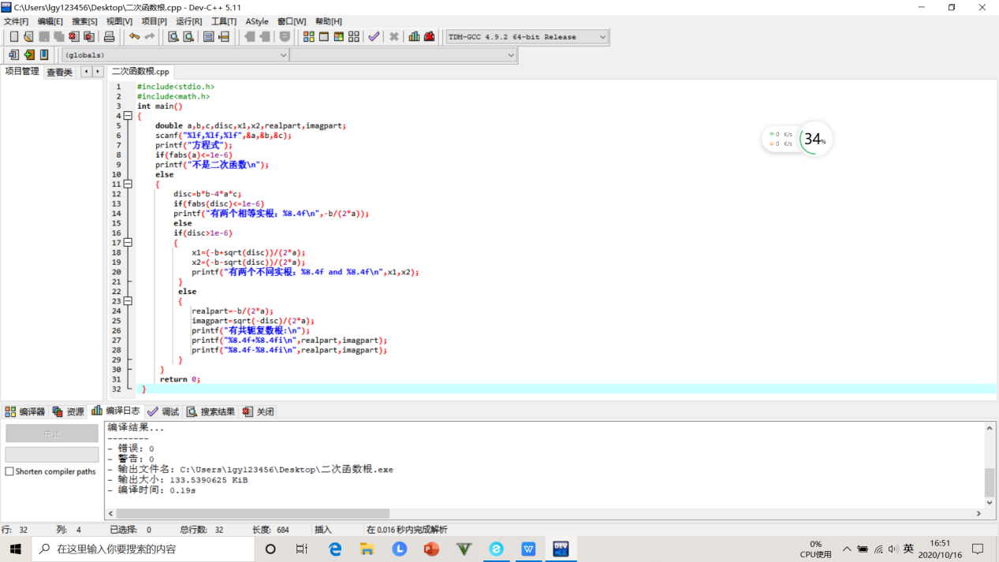 C:\Users\lgy123456\Desktop\二次函数根.cpp - Dev-C++ 5.11
文件[F] 编辑[E] 搜索[S] 视图[V] 项目[P] 运行[R] 工具[T] AStyle 窗口[W] 帮助[H]
TDM-GCC 4.9.2 64-bit Release
(globals)
项目管理 查看类 二次函数根.cpp
1 #include<stdio.h>
2 #include<math.h>
3 int main()
4 {
5 double a,b,c,disc,x1,x2,realpart,imagpart;
6 scanf("%lf,%lf,%lf",&a,&b,&c);
7 printf("方程式");
8 if(fabs(a)<=1e-6)
9 printf("不是二次函数\n");
10 else
11 {
12 disc=b*b-4*a*c;
13 if(fabs(disc)<=1e-6)
14 printf("有两个相等实根：%8.4f\n",-b/(2*a));
15 else
16 if(disc>1e-6)
17 {
18 x1=(-b+sqrt(disc))/(2*a);
19 x2=(-b-sqrt(disc))/(2*a);
20 printf("有两个不同实根：%8.4f and %8.4f\n",x1,x2);
21 }
22 else
23 {
24 realpart=-b/(2*a);
25 imagpart=sqrt(-disc)/(2*a);
26 printf("有共轭复数根:\n");
27 printf("%8.4f+%8.4fi\n",realpart,imagpart);
28 printf("%8.4f-%8.4fi\n",realpart,imagpart);
29 }
30 }
31 return 0;
32 }
0 K/s
0 K/s
34%
编译器 资源 编译日志 调试 搜索结果 关闭
中止
Shorten compiler paths
编译结果...
--------
- 错误: 0
- 警告: 0
- 输出文件名: C:\Users\lgy123456\Desktop\二次函数根.exe
- 输出大小: 133.5390625 KiB
- 编译时间: 0.19s
行: 32 列: 4 已选择: 0 总行数: 32 长度: 684 插入 在 0.016 秒内完成解析
在这里输入你要搜索的内容
0%
CPU使用
英
16:51
2020/10/16